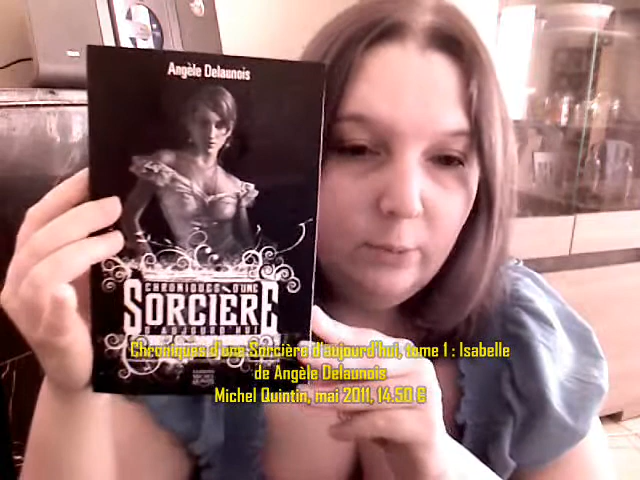 Angèle Delaunois
CHRONIQUES D'UNE
SORCIÈRE
D'AUJOURD'HUI
Chroniques d'une Sorcière d'aujourd'hui, tome 1 : Isabelle
de Angèle Delaunois
Michel Quintin, mai 2011, 14.50 €